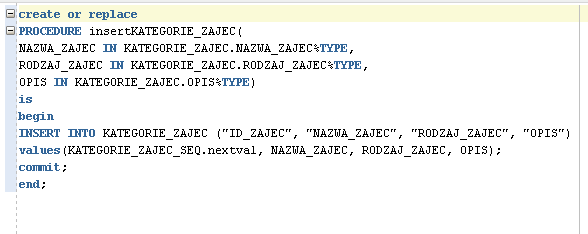 create or replace
PROCEDURE insertKATEGORIE_ZAJEC(
NAZWA_ZAJEC IN KATEGORIE_ZAJEC.NAZWA_ZAJEC%TYPE,
RODZAJ_ZAJEC IN KATEGORIE_ZAJEC.RODZAJ_ZAJEC%TYPE,
OPIS IN KATEGORIE_ZAJEC.OPIS%TYPE)
is
begin
INSERT INTO KATEGORIE_ZAJEC ("ID_ZAJEC", "NAZWA_ZAJEC", "RODZAJ_ZAJEC", "OPIS")
values(KATEGORIE_ZAJEC_SEQ.nextval, NAZWA_ZAJEC, RODZAJ_ZAJEC, OPIS);
commit;
end;